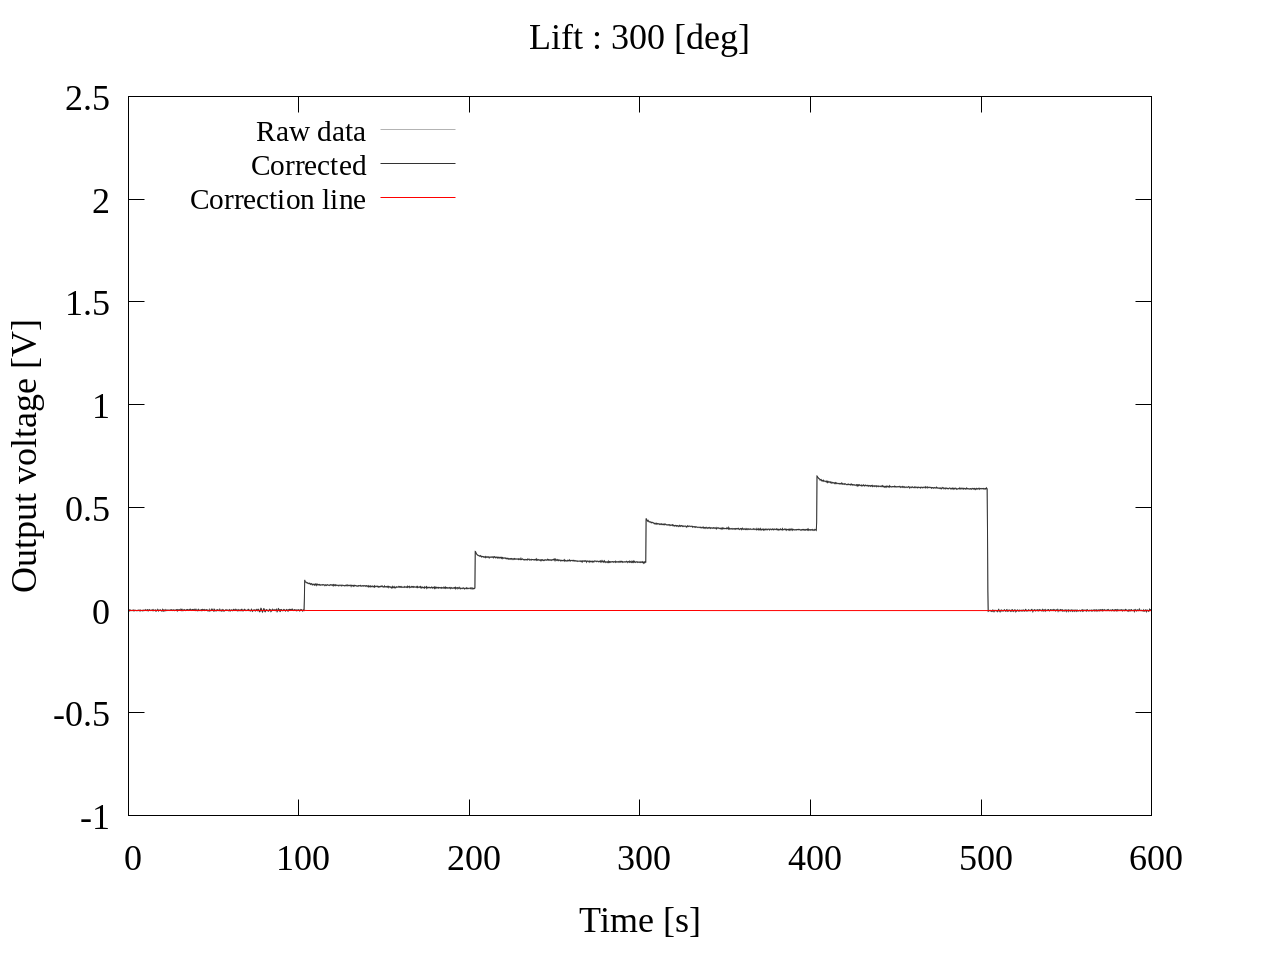 Lift : 300 [deg]
2.5
2
1.5
1
0.5
0
-0.5
-1
Raw data
Corrected
Correction line
Output voltage [V]
0 100 200 300 400 500 600
Time [s]